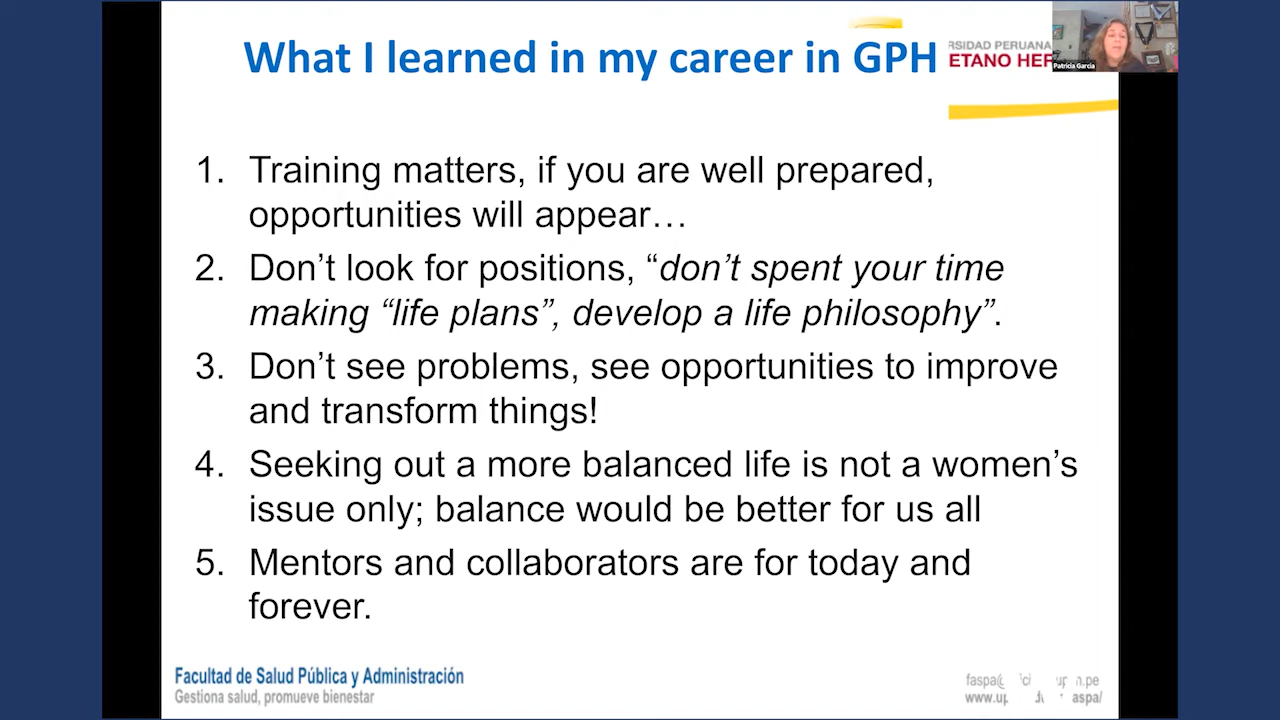 What I learned in my career in GPH
RSIDAD PERUANA
ETANO HER
Patricia Garcia
1. Training matters, if you are well prepared,
opportunities will appear…
2. Don’t look for positions, “don’t spent your time
making “life plans”, develop a life philosophy”.
3. Don’t see problems, see opportunities to improve
and transform things!
4. Seeking out a more balanced life is not a women’s
issue only; balance would be better for us all
5. Mentors and collaborators are for today and
forever.
Facultad de Salud Pública y Administración
Gestiona salud, promueve bienestar